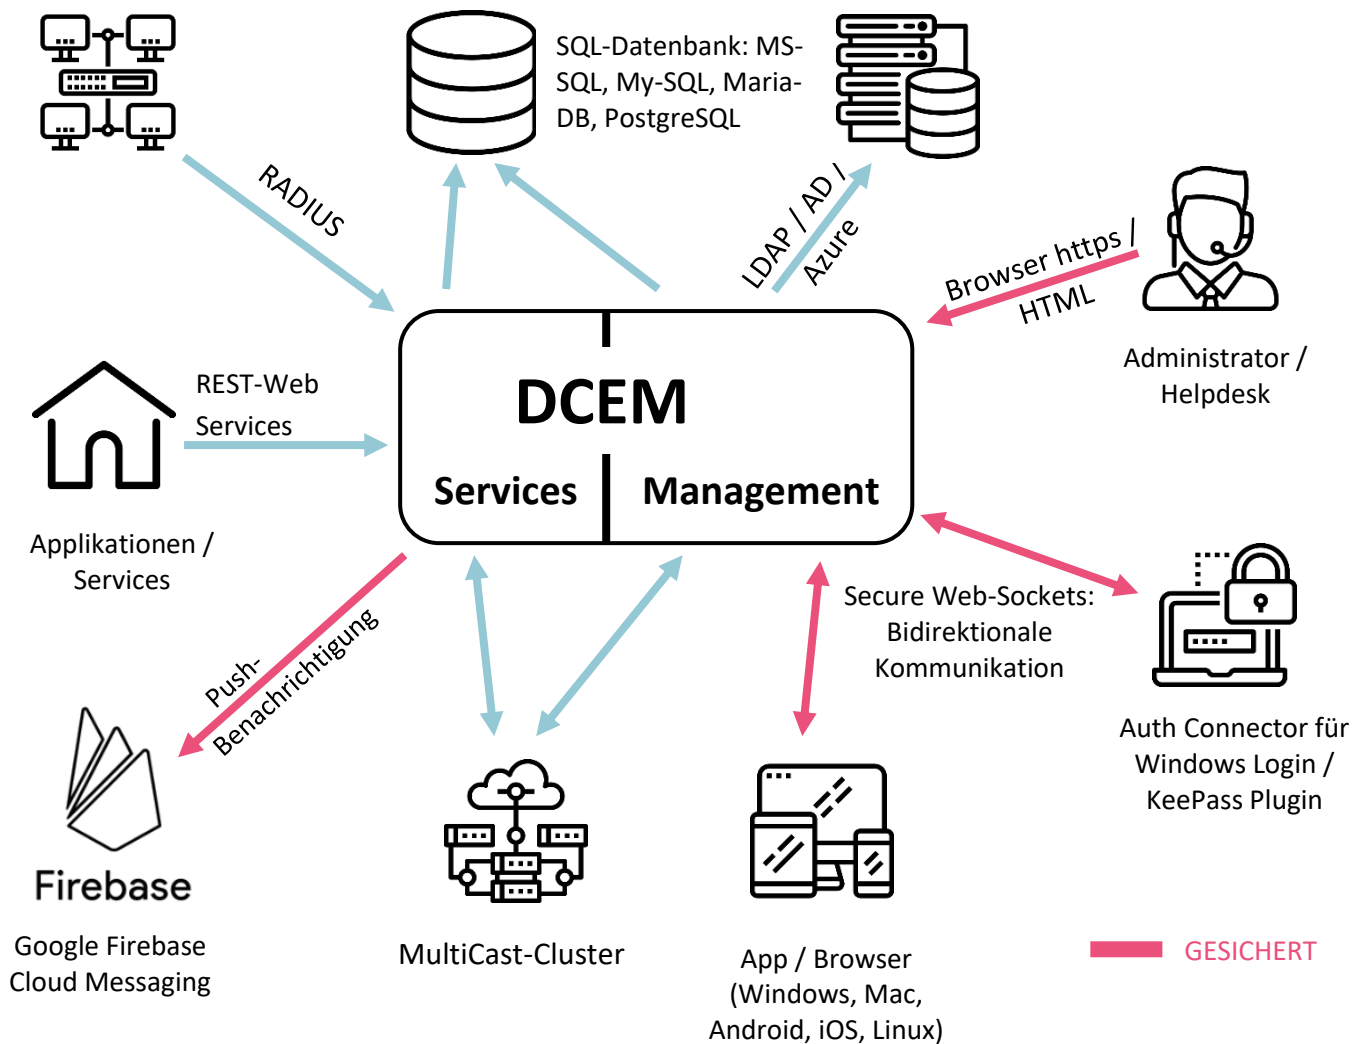 SQL-Datenbank: MS-
SQL, My-SQL, Maria-
DB, PostgreSQL
RADIUS
LDAP / AD /
Azure
Browser https /
HTML
Administrator /
Helpdesk
REST-Web
Services
Applikationen /
Services
DCEM
Services
Management
Push-
Benachrichtigung
Secure Web-Sockets:
Bidirektionale
Kommunikation
Auth Connector für
Windows Login /
KeePass Plugin
Firebase
Google Firebase
Cloud Messaging
MultiCast-Cluster
App / Browser
(Windows, Mac,
Android, iOS, Linux)
GESICHERT